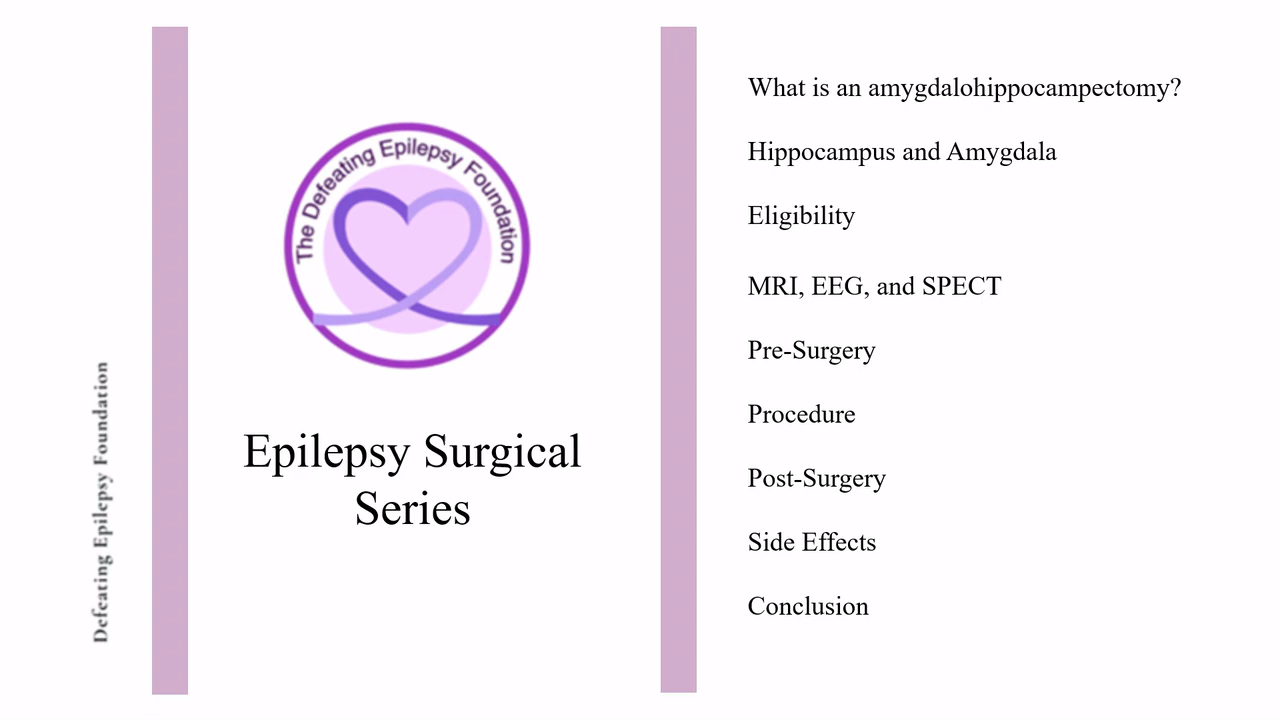 Defeating Epilepsy Foundation
The Defeating Epilepsy Foundation
Epilepsy Surgical
Series
What is an amygdalohippocampectomy?
Hippocampus and Amygdala
Eligibility
MRI, EEG, and SPECT
Pre-Surgery
Procedure
Post-Surgery
Side Effects
Conclusion